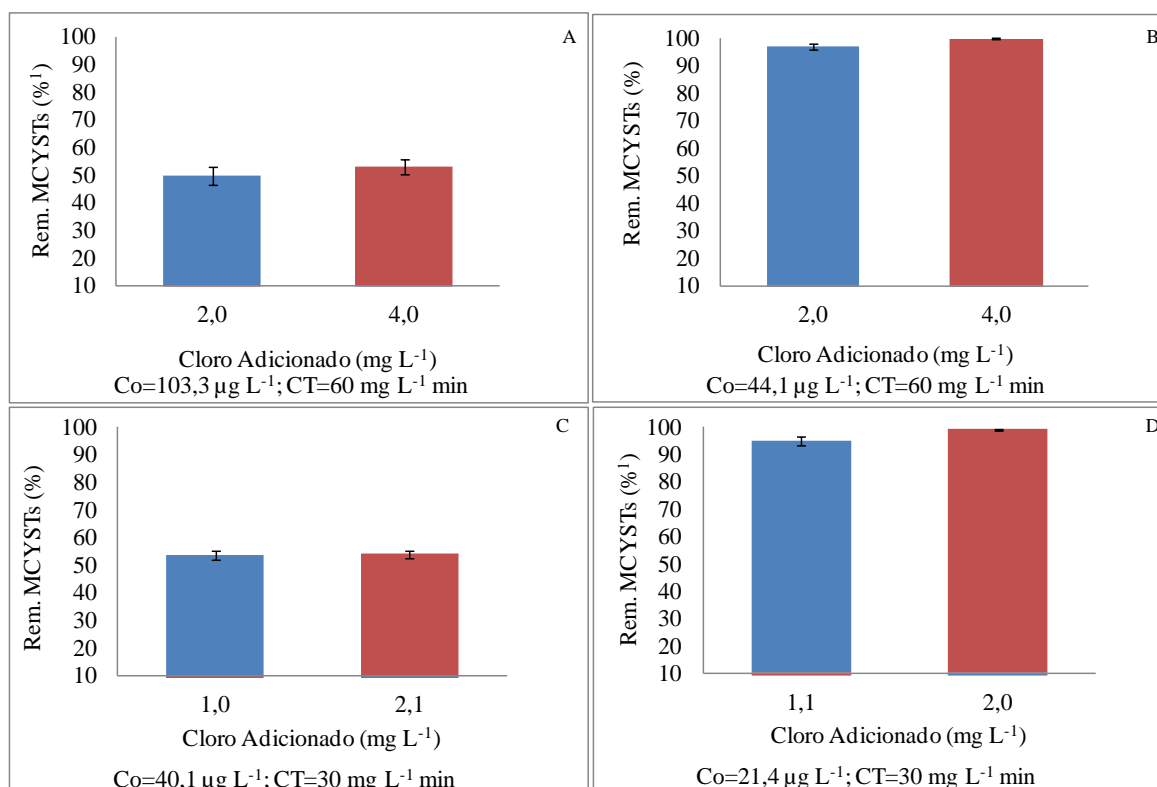 A
Rem. MCYSTs (%¹)
100
90
80
70
60
50
40
30
20
10
2,0 4,0
Cloro Adicionado (mg L⁻¹)
Co=103,3 µg L⁻¹; CT=60 mg L⁻¹ min
B
Rem. MCYSTs (%)
100
90
80
70
60
50
40
30
20
10
2,0 4,0
Cloro Adicionado (mg L⁻¹)
Co=44,1 µg L⁻¹; CT=60 mg L⁻¹ min
C
Rem. MCYSTs (%)
100
90
80
70
60
50
40
30
20
10
1,0 2,1
Cloro Adicionado (mg L⁻¹)
Co=40,1 µg L⁻¹; CT=30 mg L⁻¹ min
D
Rem. MCYSTs (%¹)
100
90
80
70
60
50
40
30
20
10
1,1 2,0
Cloro Adicionado (mg L⁻¹)
Co=21,4 µg L⁻¹; CT=30 mg L⁻¹ min